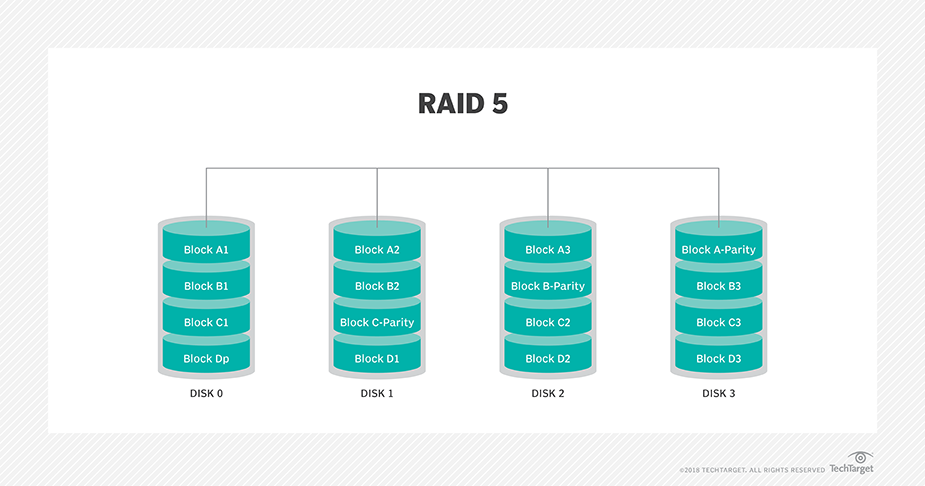 RAID 5
Block A1 Block A2 Block A3 Block A-Parity
Block B1 Block B2 Block B-Parity Block B3
Block C1 Block C-Parity Block C2 Block C3
Block Dp Block D1 Block D2 Block D3
DISK 0 DISK 1 DISK 2 DISK 3
©2018 TECHTARGET. ALL RIGHTS RESERVED TechTarget